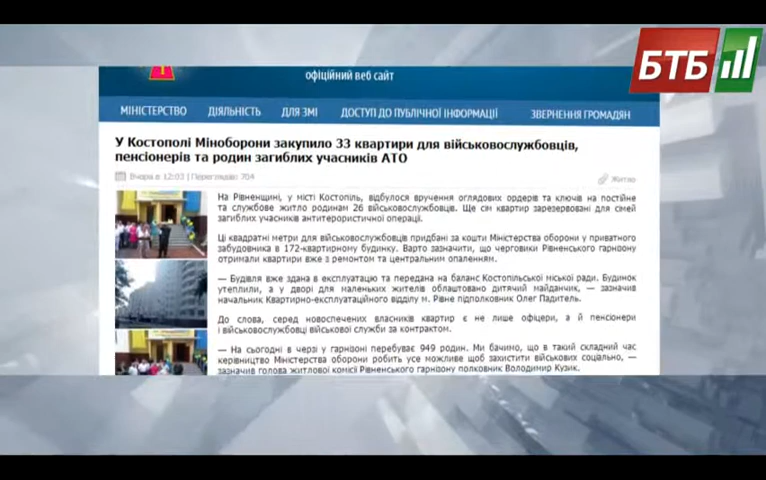 БТБ
офіційний веб сайт
МІНІСТЕРСТВО ДІЯЛЬНІСТЬ ДЛЯ ЗМІ ДОСТУП ДО ПУБЛІЧНОЇ ІНФОРМАЦІЇ ЗВЕРНЕННЯ ГРОМАДЯН
У Костополі Міноборони закупило 33 квартири для військовослужбовців,
пенсіонерів та родин загиблих учасників АТО
Вчора в 12:03 | Переглядів: 704 Житло
На Рівненщині, у місті Костопіль, відбулося вручення оглядових ордерів та ключів на постійне
та службове житло родинам 26 військовослужбовців. Ще сім квартир зарезервовані для сімей
загиблих учасників антитерористичної операції.
Ці квадратні метри для військовослужбовців придбані за кошти Міністерства оборони у приватного
забудовника в 172-квартирному будинку. Варто зазначити, що черговики Рівненського гарнізону
отримали квартири вже з ремонтом та центральним опаленням.
— Будівля вже здана в експлуатацію та передана на баланс Костопільської міської ради. Будинок
утеплили, а у дворі для маленьких жителів облаштовано дитячий майданчик, — зазначив
начальник Квартирно-експлуатаційного відділу м. Рівне підполковник Олег Падитель.
До слова, серед новоспечених власників квартир є не лише офіцери, а й пенсіонери
і військовослужбовці військової служби за контрактом.
— На сьогодні в черзі у гарнізоні перебуває 949 родин. Ми бачимо, що в такий складний час
керівництво Міністерства оборони робить усе можливе щоб захистити військових соціально, —
зазначив голова житлової комісії Рівненського гарнізону полковник Володимир Кузик.